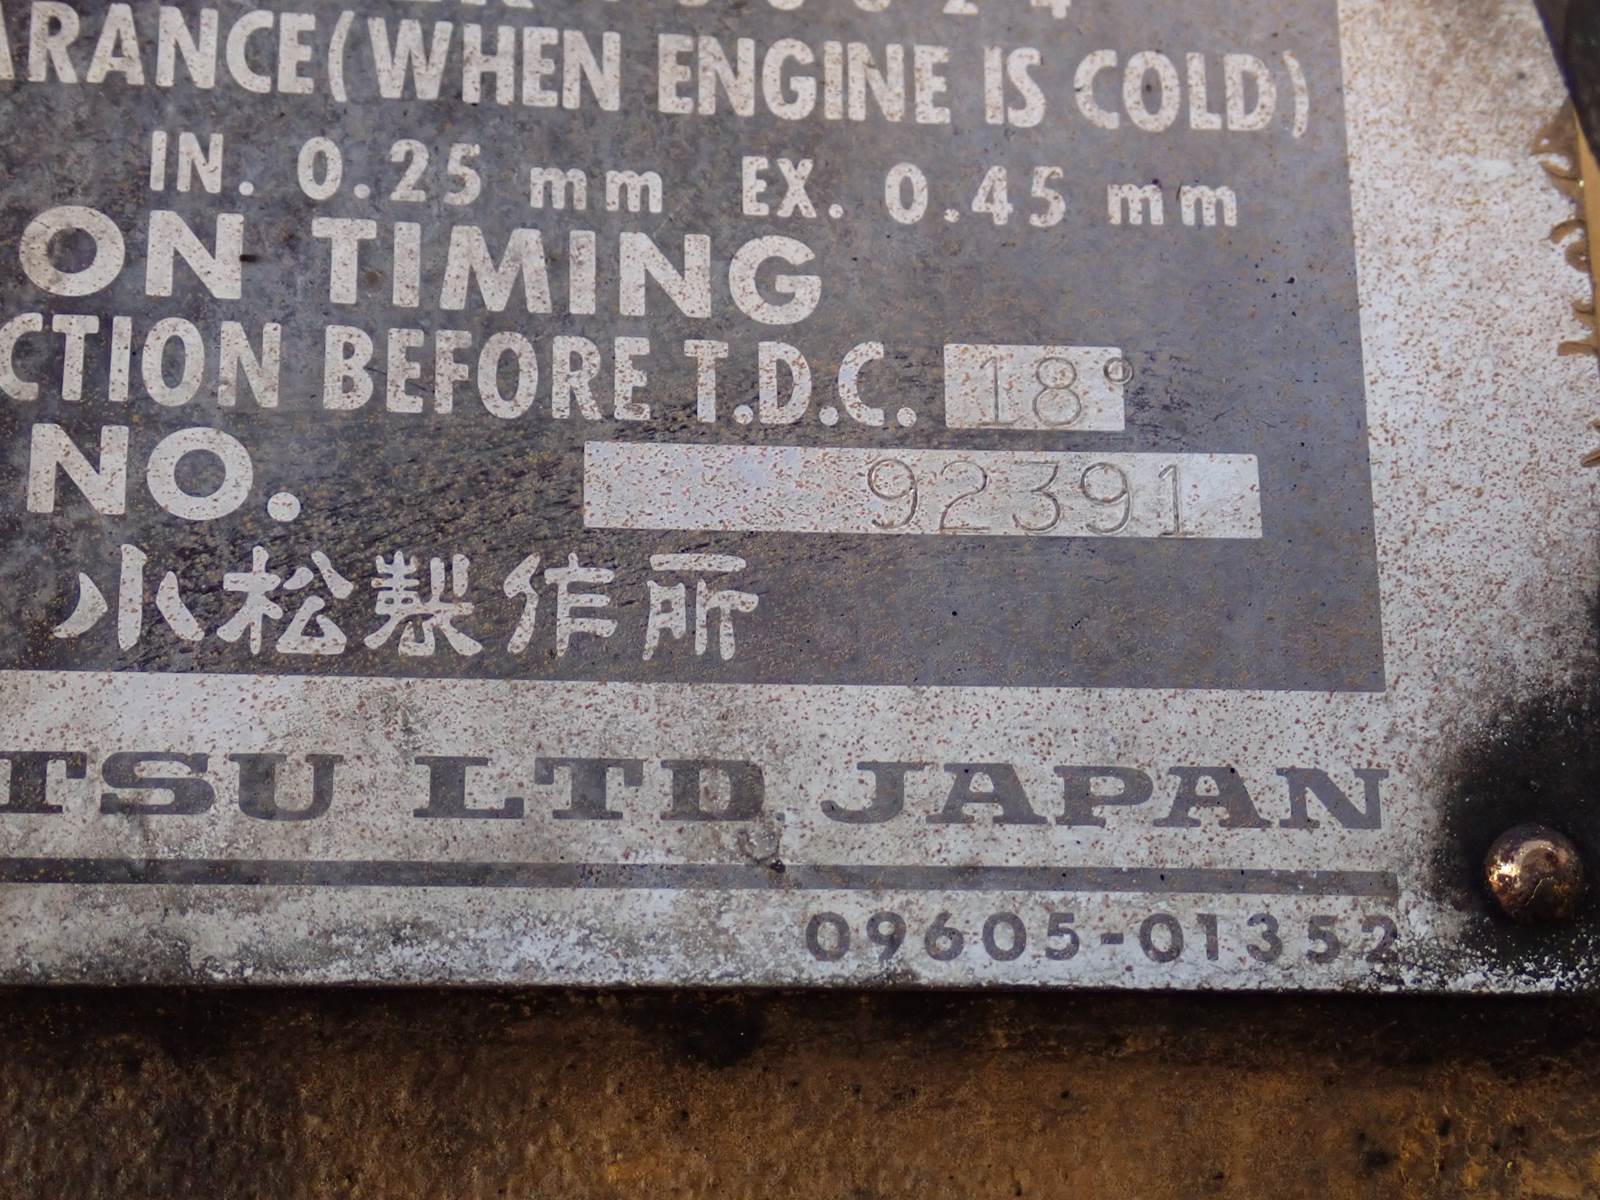 ARANCE(WHEN ENGINE IS COLD)
IN. 0.25 mm EX. 0.45 mm
ON TIMING
CTION BEFORE T.D.C. 18°
NO. 92391
小松製作所
TSU LTD. JAPAN
09605-01352